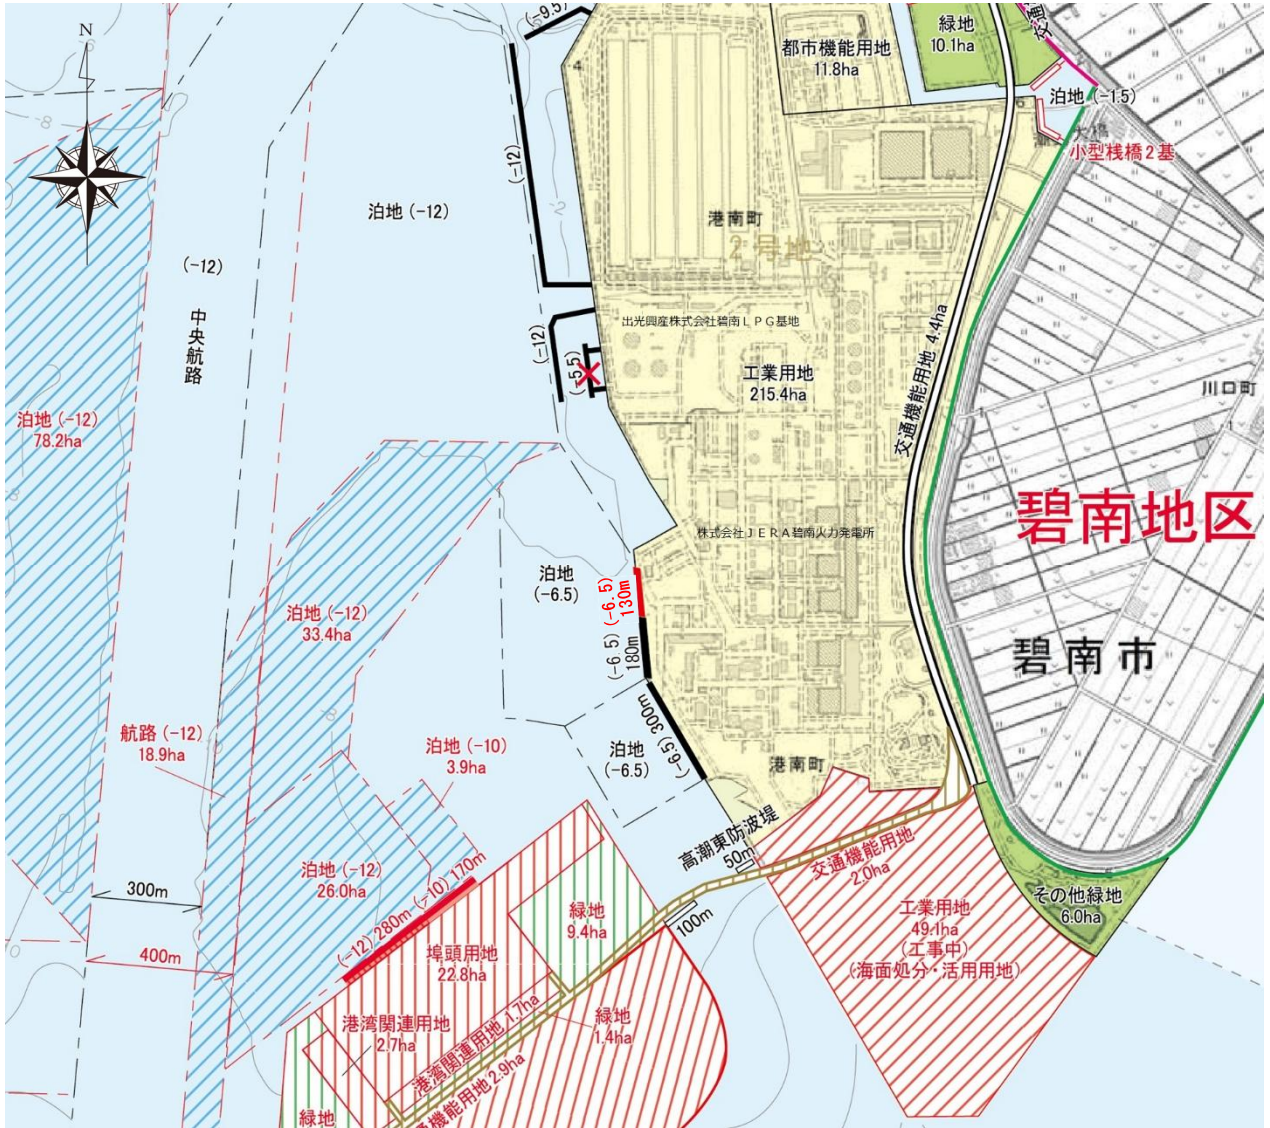 N
(-9.5)
都市機能用地
11.8ha
緑地
10.1ha
泊地 (-1.5)
大橋
小型桟橋2基
(-12)
泊地 (-12)
(-12)
中央航路
港南町
2号地
出光興産株式会社碧南LPG基地
(-12)
(-5.5)
工業用地
215.4ha
交通機能用地 4.4ha
川口町
泊地 (-12)
78.2ha
碧南地区
株式会社JERA碧南火力発電所
泊地
(-6.5)
(-6.5)
130m
(-6.5)
180m
泊地 (-12)
33.4ha
碧南市
(-6.5) 300m
航路 (-12)
18.9ha
泊地 (-10)
3.9ha
泊地
(-6.5)
港南町
高潮東防波堤
50m
交通機能用地
2.0ha
泊地 (-12)
26.0ha
300m
(-12) 280m (-10) 170m
緑地
9.4ha
100m
工業用地
49.1ha
(工事中)
(海面処分・活用用地)
その他緑地
6.0ha
400m
埠頭用地
22.8ha
港湾関連用地
2.7ha
港湾関連用地 1.7ha
緑地
1.4ha
機能用地 2.9ha
緑地